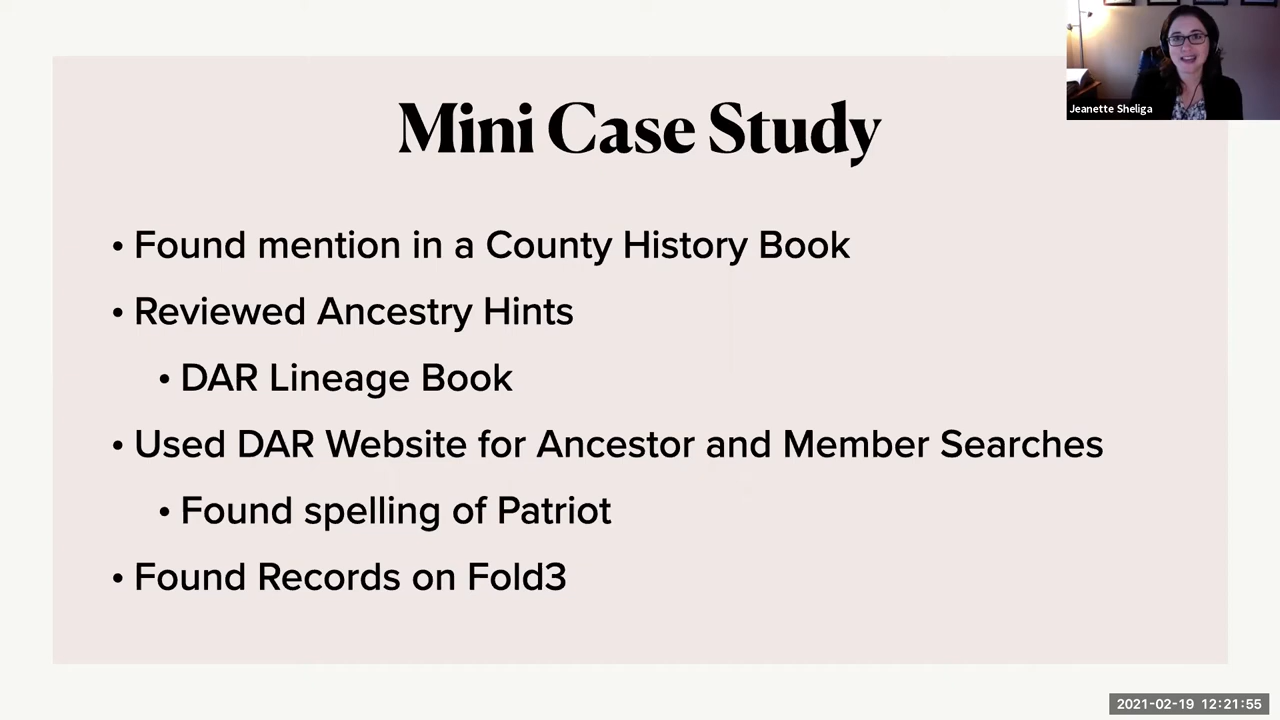 Jeanette Sheliga
Mini Case Study
• Found mention in a County History Book
• Reviewed Ancestry Hints
• DAR Lineage Book
• Used DAR Website for Ancestor and Member Searches
• Found spelling of Patriot
• Found Records on Fold3
2021-02-19 12:21:55